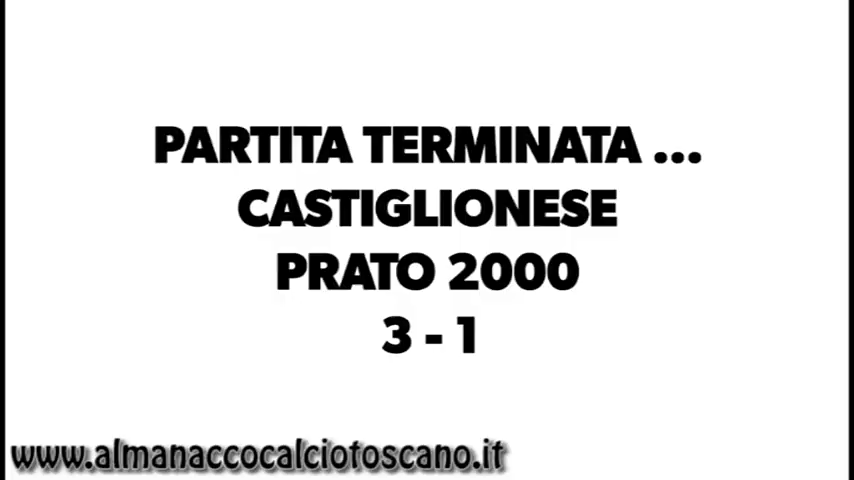 PARTITA TERMINATA ...
CASTIGLIONESE
PRATO 2000
3 - 1
www.almanaccocalciotoscano.it